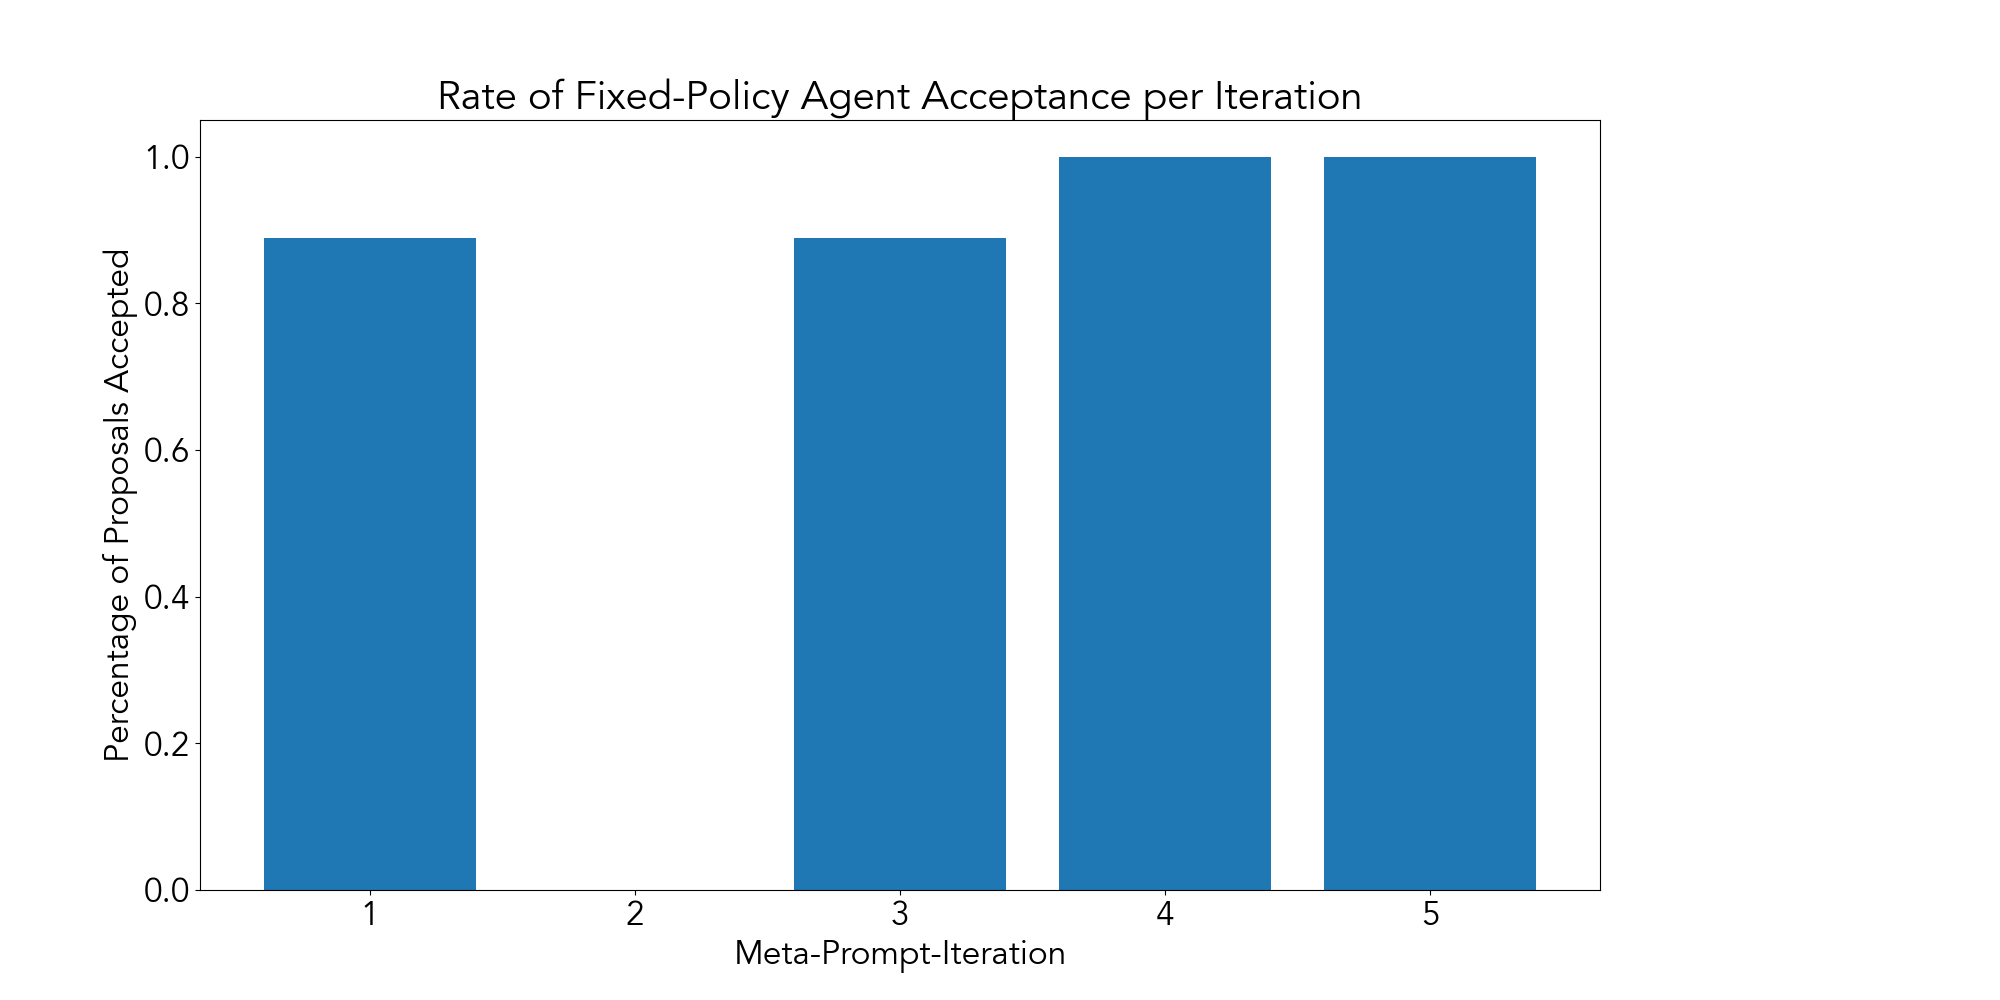 Rate of Fixed-Policy Agent Acceptance per Iteration
Percentage of Proposals Accepted
1.0
0.8
0.6
0.4
0.2
0.0
1 2 3 4 5
Meta-Prompt-Iteration